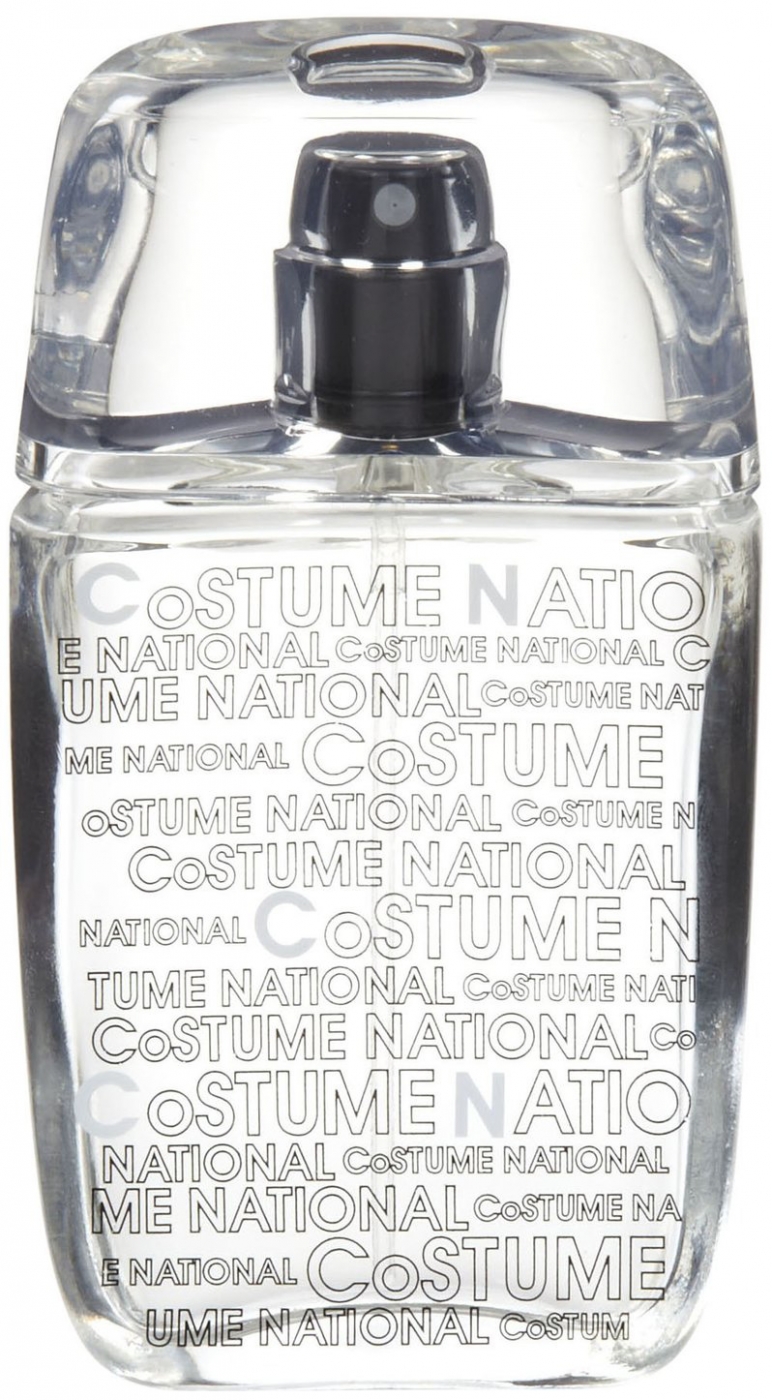 CoSTUME NATIO
E NATIONAL CoSTUME NATIONAL C
UME NATIONAL CoSTUME NAT
ME NATIONAL CoSTUME
oSTUME NATIONAL CoSTUME N
CoSTUME NATIONAL
NATIONAL CoSTUME N
TUME NATIONAL CoSTUME NATI
CoSTUME NATIONAL Co
CoSTUME NATIO
NATIONAL CoSTUME NATIONAL
ME NATIONAL CoSTUME NA
E NATIONAL CoSTUME
UME NATIONAL CoSTUM